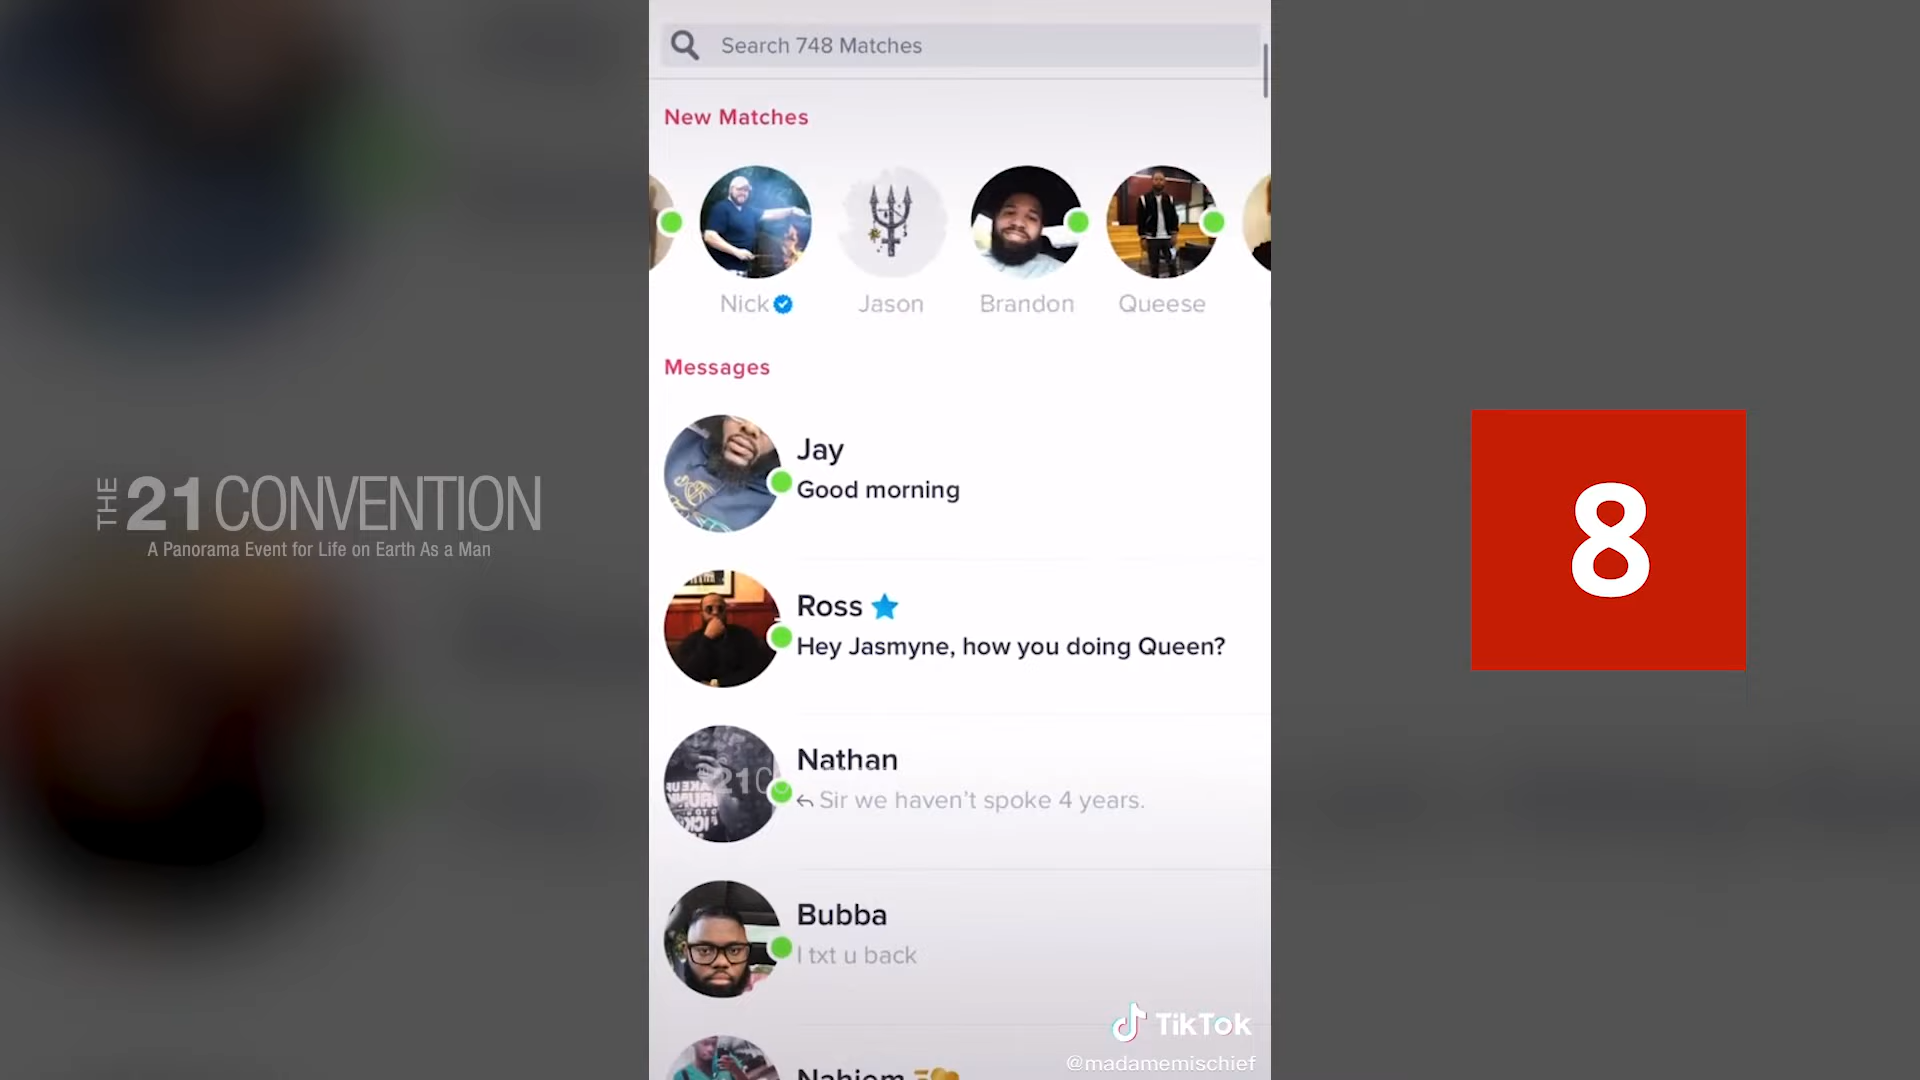 Search 748 Matches
New Matches
Nick
Jason
Brandon
Queese
Messages
Jay
Good morning
Ross
Hey Jasmyne, how you doing Queen?
Nathan
Sir we haven't spoke 4 years.
Bubba
I txt u back
THE 21 CONVENTION
A Panorama Event for Life on Earth As a Man
8
TikTok
@madamemischief